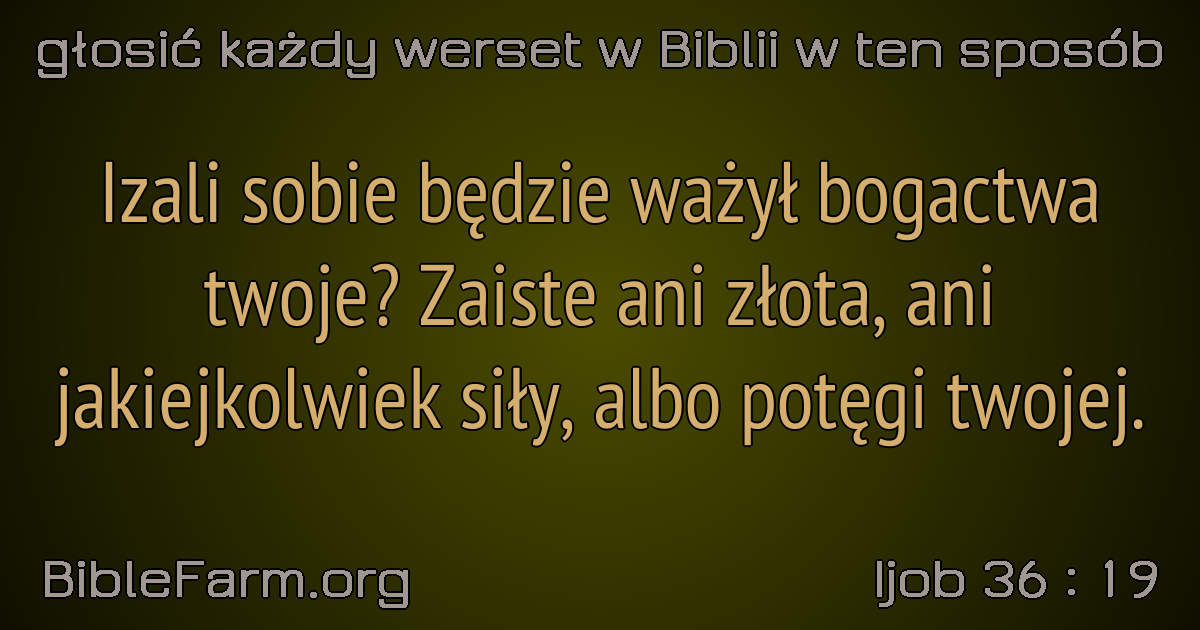 głosić każdy werset w Biblii w ten sposób
Izali sobie będzie ważył bogactwa
twoje? Zaiste ani złota, ani
jakiejkolwiek siły, albo potęgi twojej.
BibleFarm.org
Ijob 36 : 19